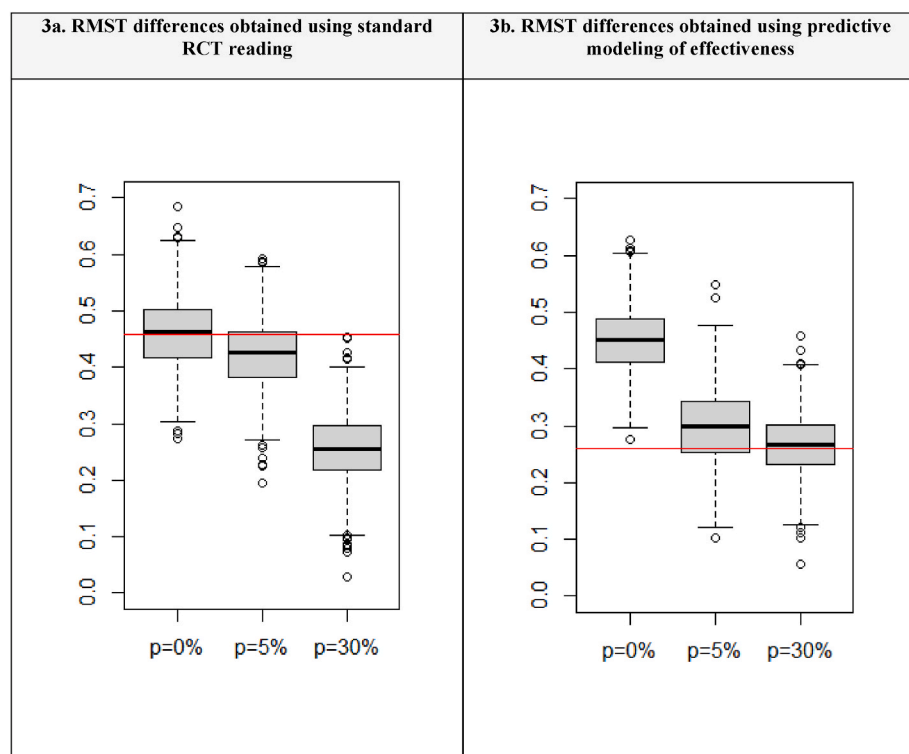 3a. RMST differences obtained using standard
RCT reading
3b. RMST differences obtained using predictive
modeling of effectiveness
0.7
0.6
0.5
0.4
0.3
0.2
0.1
0.0
p=0% p=5% p=30%
0.7
0.6
0.5
0.4
0.3
0.2
0.1
0.0
p=0% p=5% p=30%